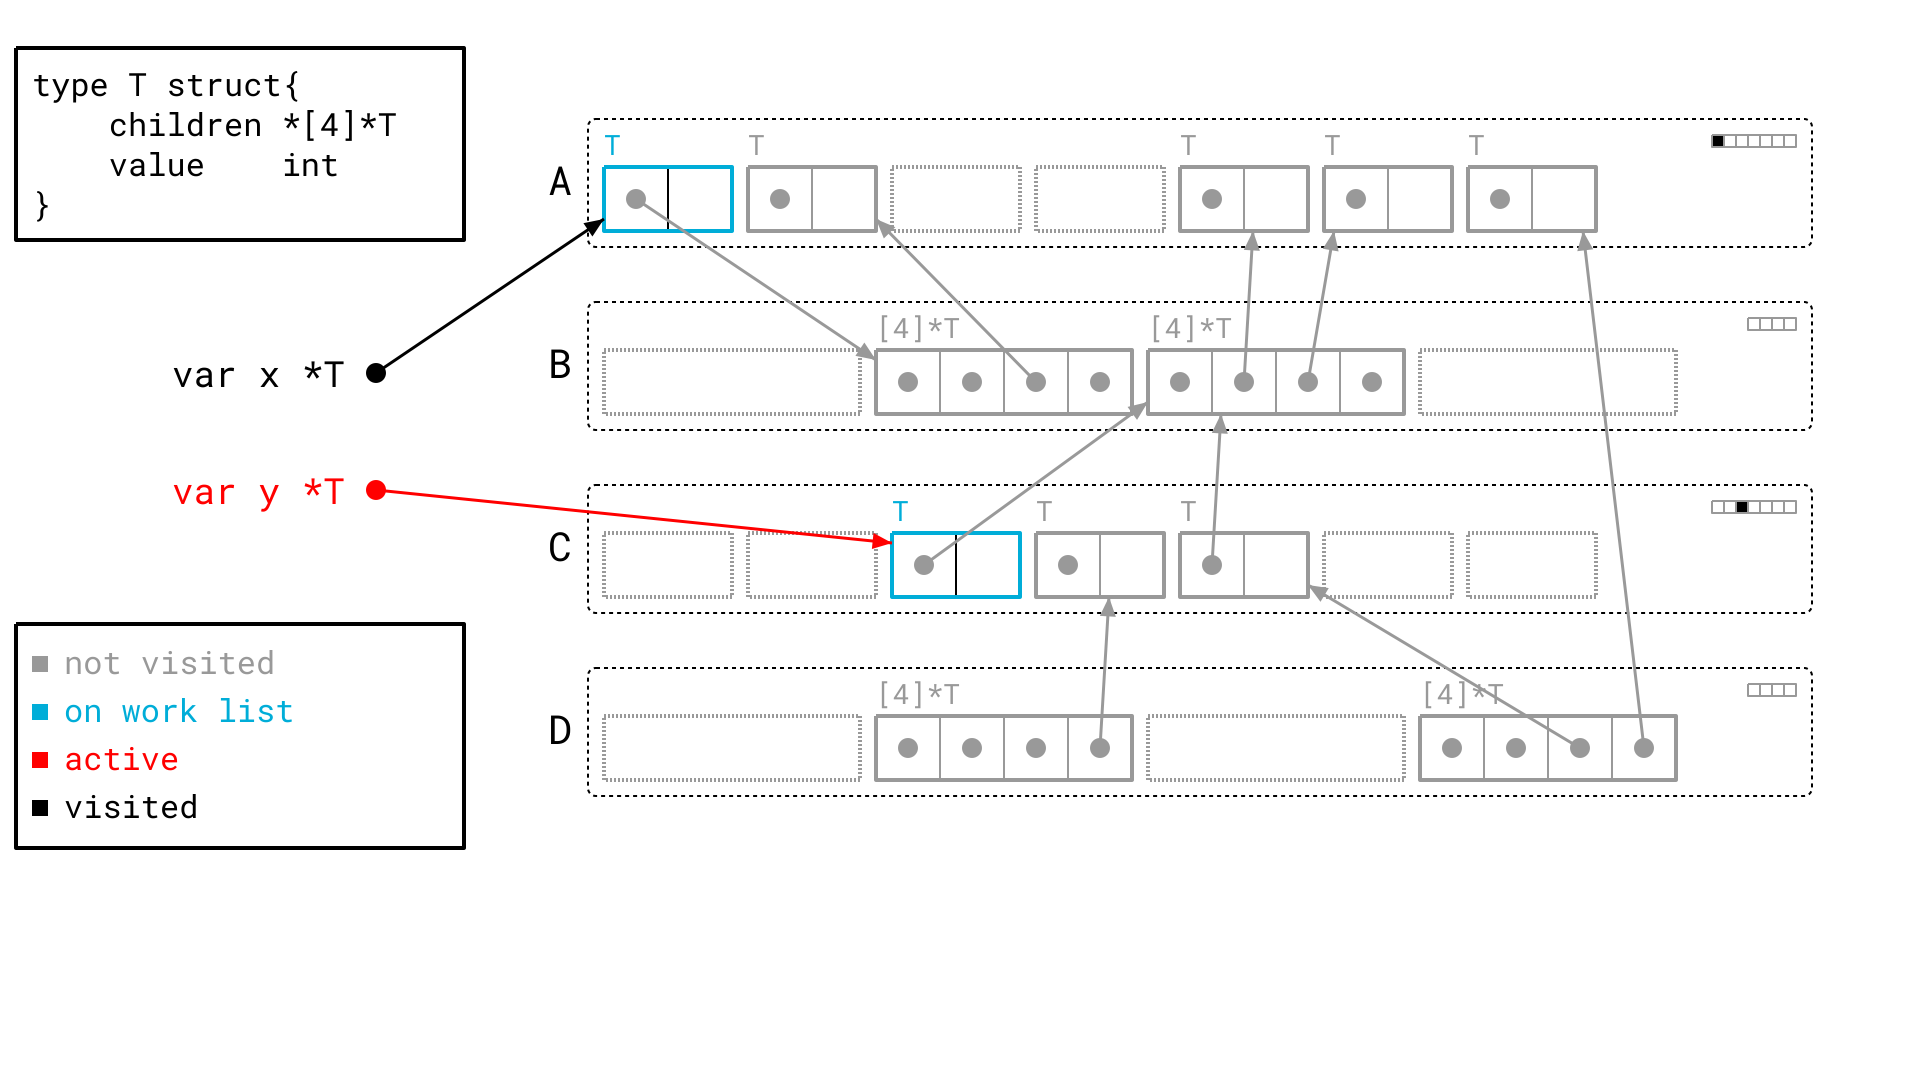 type T struct{
    children *[4]*T
    value    int
}
T T T T T
A
var x *T
[4]*T [4]*T
B
var y *T
T T T
C
[4]*T [4]*T
D
not visited
on work list
active
visited